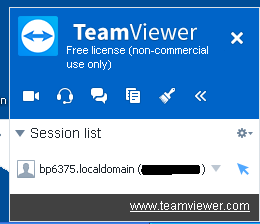 TeamViewer
Free license (non-commercial
use only)
Session list
bp6375.localdomain ( )
www.teamviewer.com